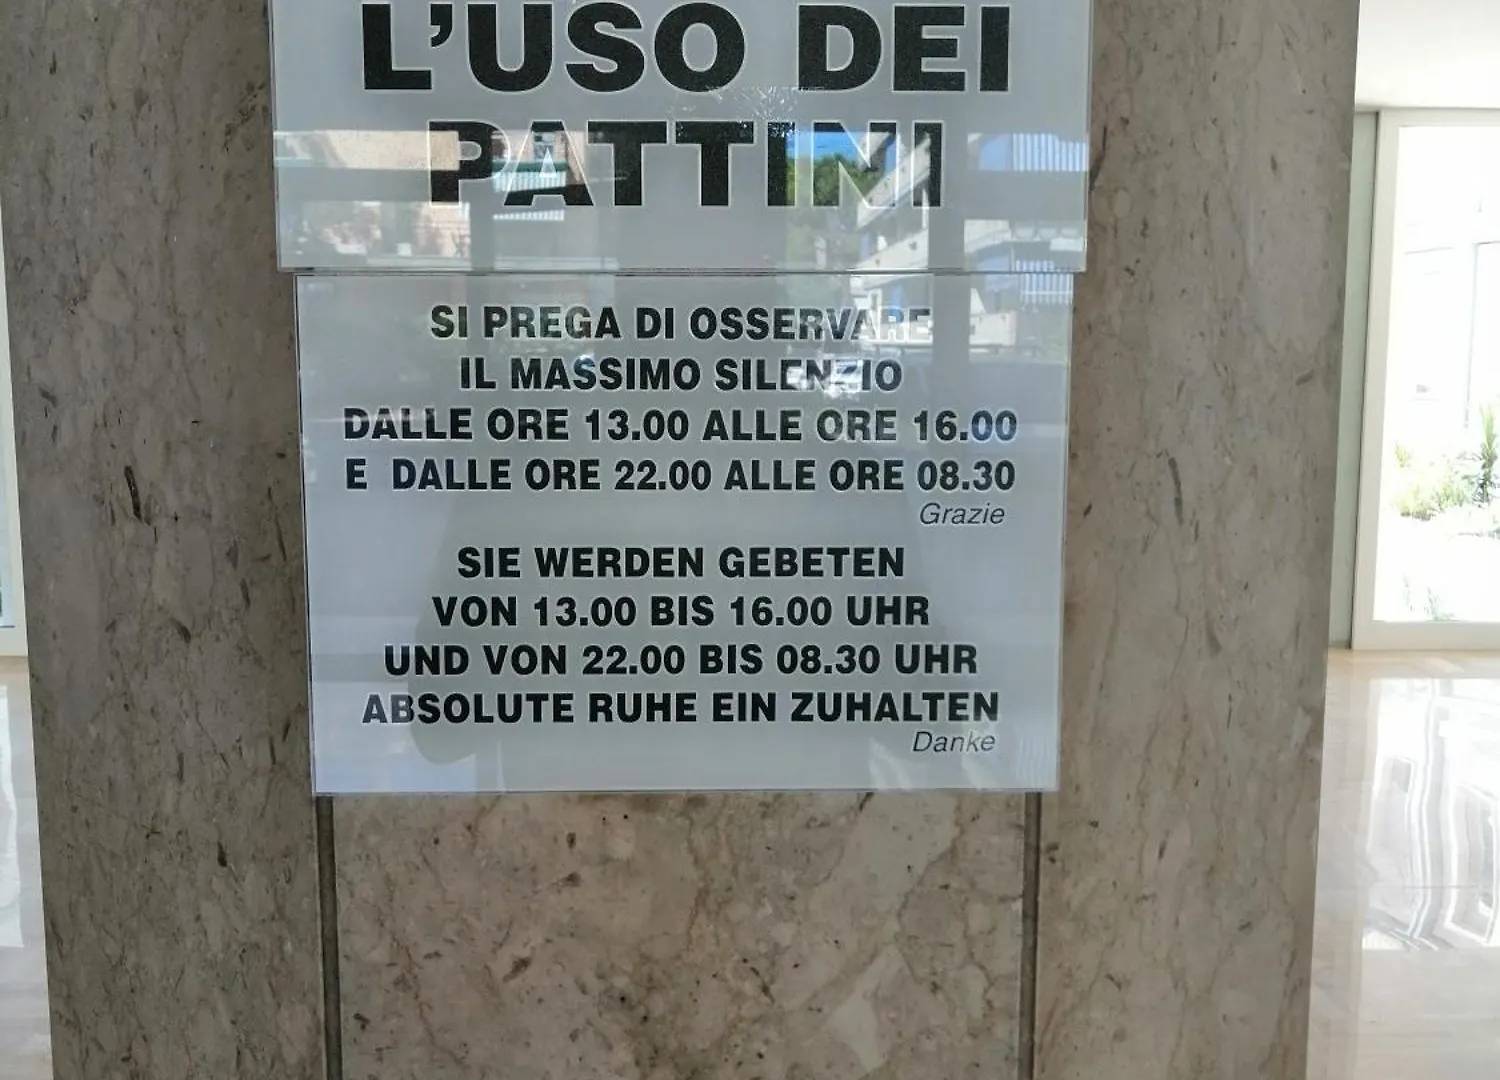 L'USO DEI
PATTINI
SI PREGA DI OSSERVARE
IL MASSIMO SILENZIO
DALLE ORE 13.00 ALLE ORE 16.00
E DALLE ORE 22.00 ALLE ORE 08.30
Grazie
SIE WERDEN GEBETEN
VON 13.00 BIS 16.00 UHR
UND VON 22.00 BIS 08.30 UHR
ABSOLUTE RUHE EIN ZUHALTEN
Danke